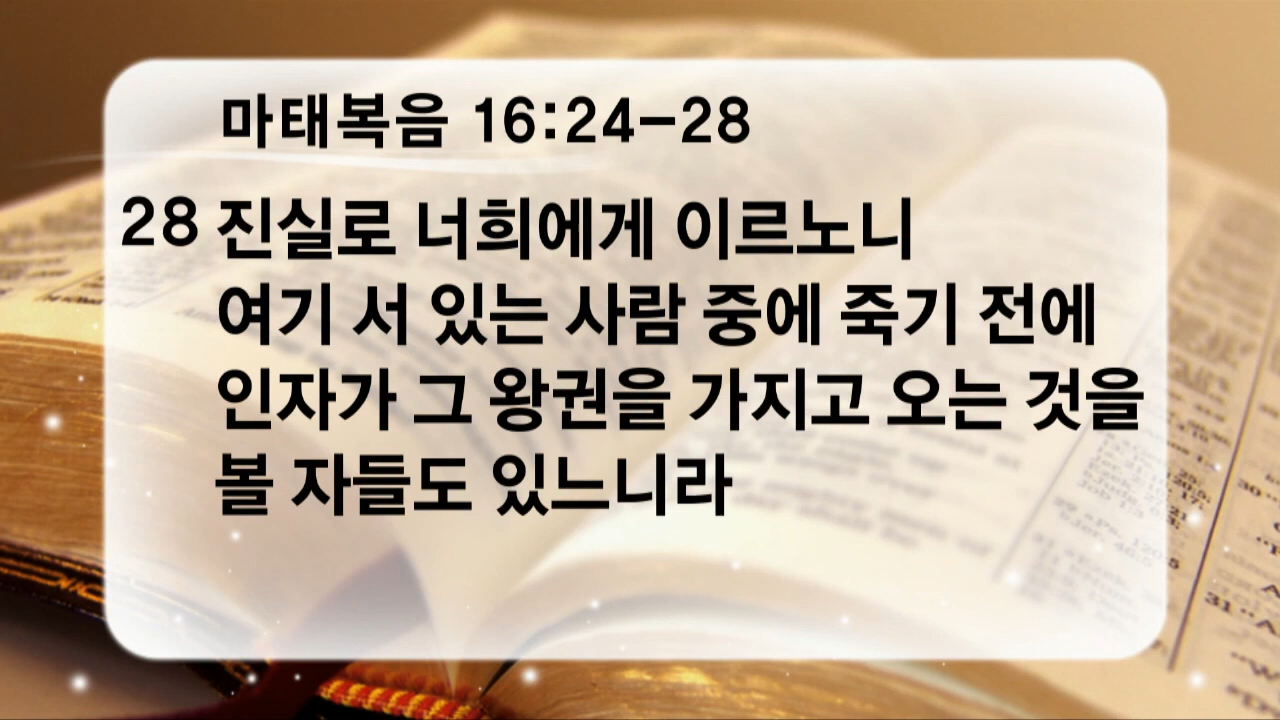 마태복음 16:24-28
28 진실로 너희에게 이르노니
여기 서 있는 사람 중에 죽기 전에
인자가 그 왕권을 가지고 오는 것을
볼 자들도 있느니라
30
31 "A